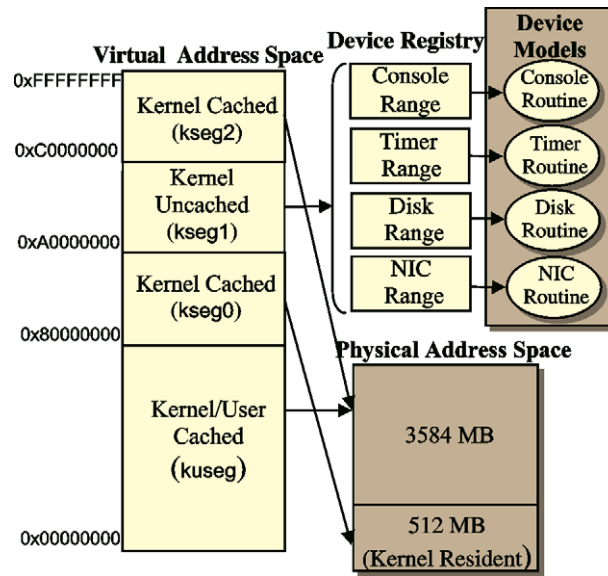 Virtual Address Space
0xFFFFFFFF
0xC0000000
0xA0000000
0x80000000
0x00000000
Kernel Cached
(kseg2)
Kernel
Uncached
(kseg1)
Kernel Cached
(kseg0)
Kernel/User
Cached
(kuseg)
Device Registry
Console
Range
Timer
Range
Disk
Range
NIC
Range
Device
Models
Console
Routine
Timer
Routine
Disk
Routine
NIC
Routine
Physical Address Space
3584 MB
512 MB
(Kernel Resident)